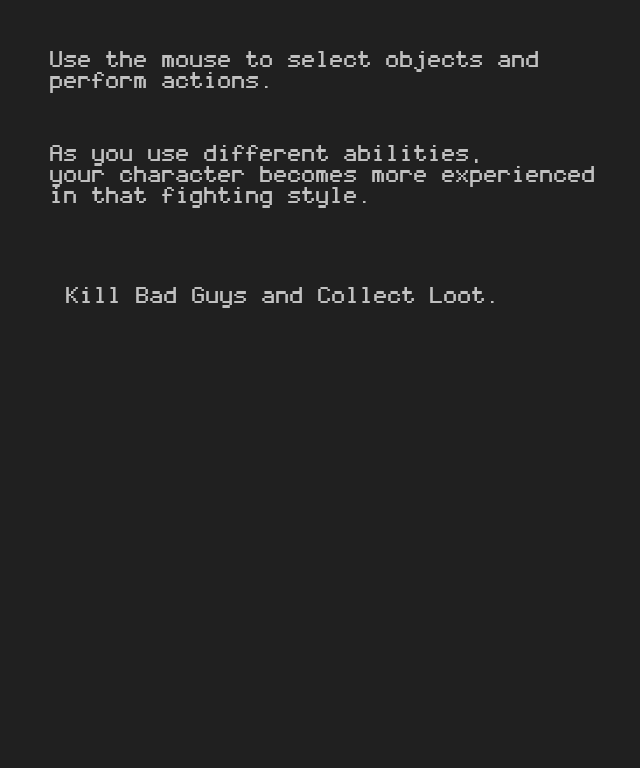 Use the mouse to select objects and
perform actions.
As you use different abilities,
your character becomes more experienced
in that fighting style.
Kill Bad Guys and Collect Loot.